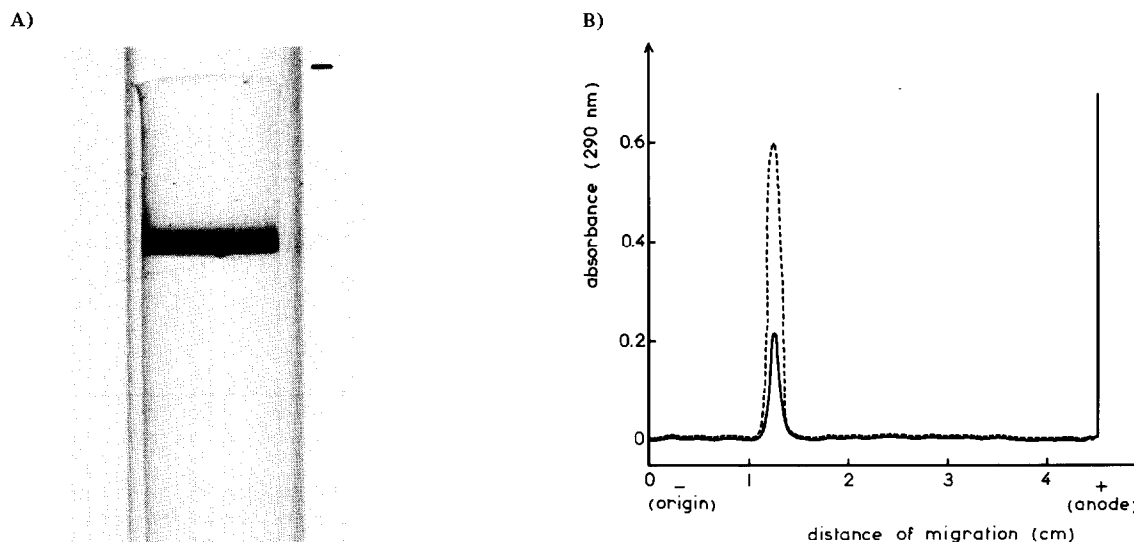 A)
B)
absorbance (290 nm)
0.6
0.4
0.2
0
0 1 2 3 4
− +
(origin) (anode)
distance of migration (cm)